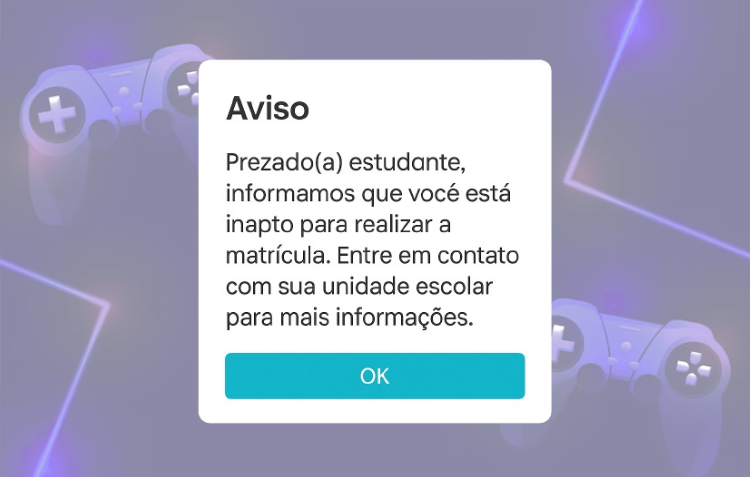 Aviso
Prezado(a) estudante,
informamos que vocé está
inapto para realizar a
matrícula. Entre em contato
com sua unidade escolar
para mais informações.
OK